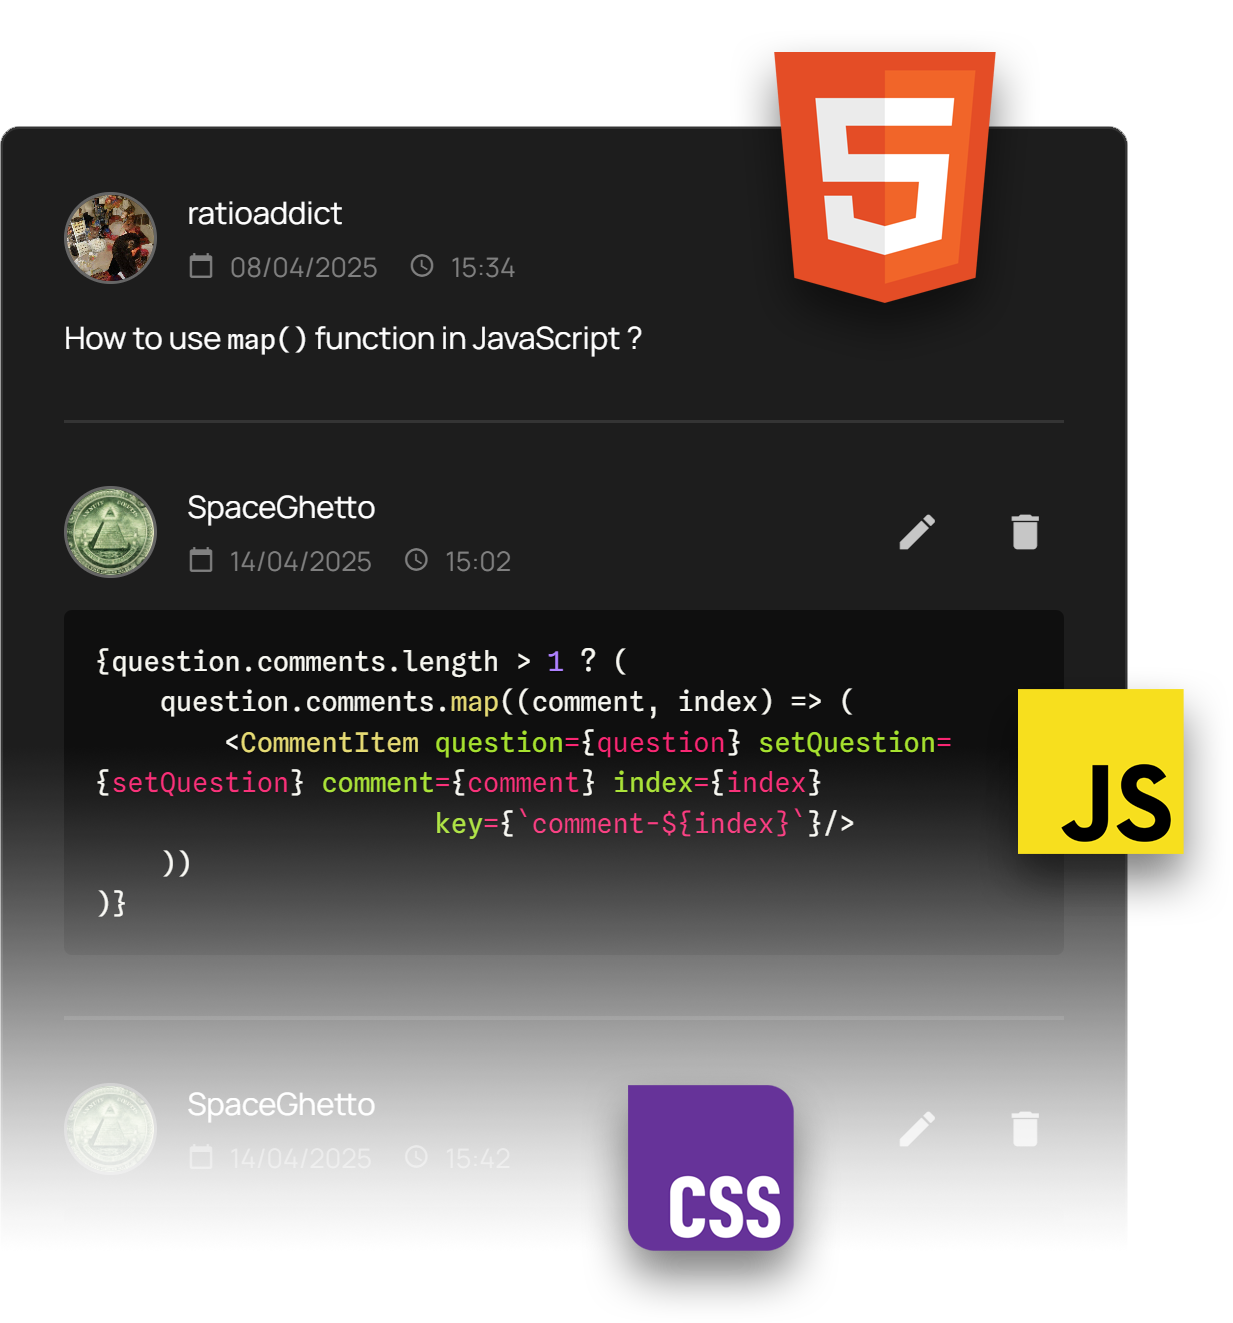 5
ratioaddict
08/04/2025 15:34
How to use map() function in JavaScript ?
SpaceGhetto
14/04/2025 15:02
{question.comments.length > 1 ? (
    question.comments.map((comment, index) => (
        <CommentItem question={question} setQuestion=
{setQuestion} comment={comment} index={index}
                     key={`comment-${index}`}/>
    ))
)}
JS
SpaceGhetto
14/04/2025 15:42
CSS